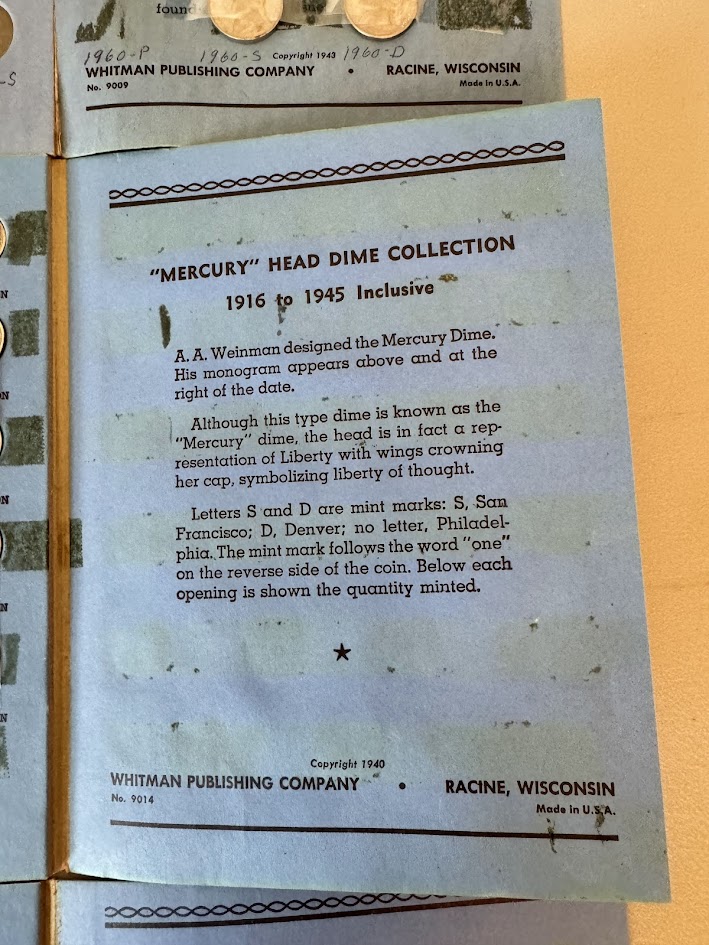 foun
1960-P 1960-S Copyright 1943 1960-D
WHITMAN PUBLISHING COMPANY • RACINE, WISCONSIN
No. 9009 Made in U.S.A.
-S
"MERCURY" HEAD DIME COLLECTION
1916 to 1945 Inclusive
A. A. Weinman designed the Mercury Dime.
His monogram appears above and at the
right of the date.
Although this type dime is known as the
"Mercury" dime, the head is in fact a rep-
resentation of Liberty with wings crowning
her cap, symbolizing liberty of thought.
Letters S and D are mint marks: S, San
Francisco; D, Denver; no letter, Philadel-
phia. The mint mark follows the word "one"
on the reverse side of the coin. Below each
opening is shown the quantity minted.
Copyright 1940
WHITMAN PUBLISHING COMPANY • RACINE, WISCONSIN
No. 9014 Made in U.S.A.
N
N
N
N
N